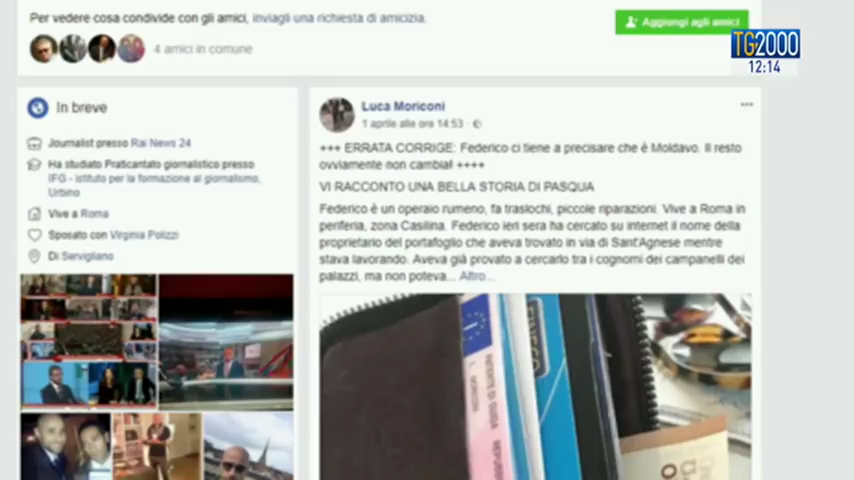 Per vedere cosa condivide con gli amici, inviagli una richiesta di amicizia.
Aggiungi agli amici
4 amici in comune
TG2000
12:14
In breve
Journalist presso Rai News 24
Ha studiato Praticantato giornalistico presso
IFG - istituto per la formazione al giornalismo,
Urbino
Vive a Roma
Sposato con Virginia Polizzi
Di Servigliano
Luca Moriconi
1 aprile alle ore 14:53
+++ ERRATA CORRIGE: Federico ci tiene a precisare che è Moldavo. Il resto
ovviamente non cambia! ++++
VI RACCONTO UNA BELLA STORIA DI PASQUA
Federico è un operaio rumeno, fa traslochi, piccole riparazioni. Vive a Roma in
periferia, zona Casilina. Federico ieri sera ha cercato su internet il nome della
proprietario del portafoglio che aveva trovato in via di Sant'Agnese mentre
stava lavorando. Aveva già provato a cercarlo tra i cognomi dei campanelli dei
palazzi, ma non poteva... Altro...
PATENTE DI GUIDA